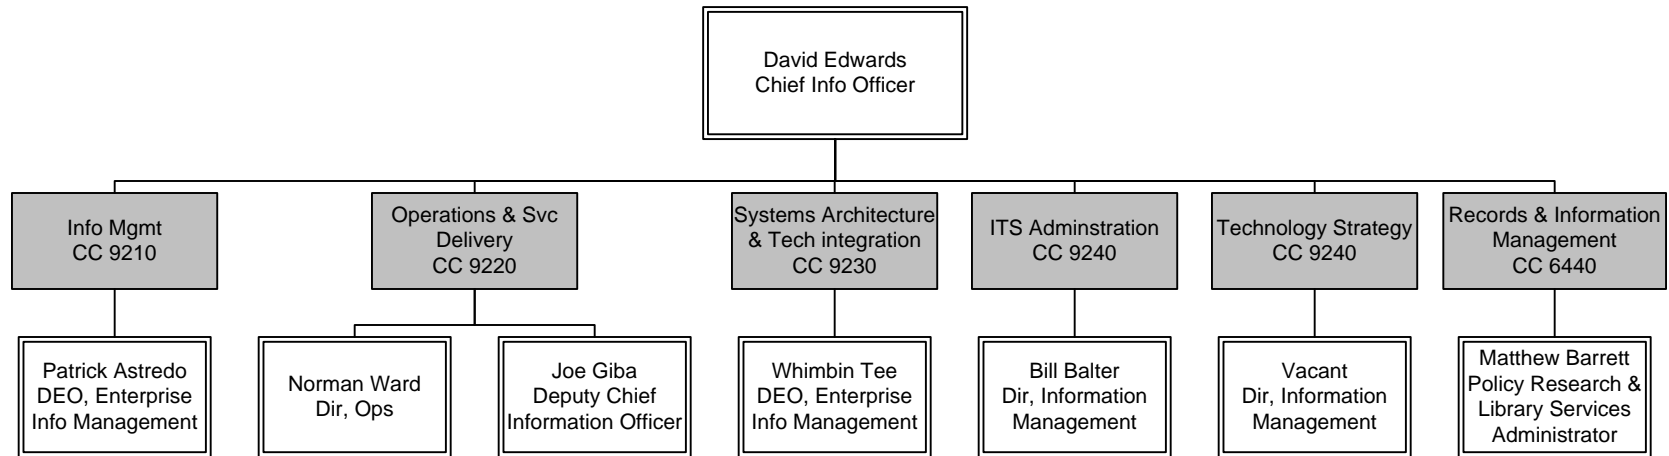 David Edwards
Chief Info Officer
Info Mgmt
CC 9210
Operations & Svc
Delivery
CC 9220
Systems Architecture
& Tech integration
CC 9230
ITS Adminstration
CC 9240
Technology Strategy
CC 9240
Records & Information
Management
CC 6440
Patrick Astredo
DEO, Enterprise
Info Management
Norman Ward
Dir, Ops
Joe Giba
Deputy Chief
Information Officer
Whimbin Tee
DEO, Enterprise
Info Management
Bill Balter
Dir, Information
Management
Vacant
Dir, Information
Management
Matthew Barrett
Policy Research &
Library Services
Administrator